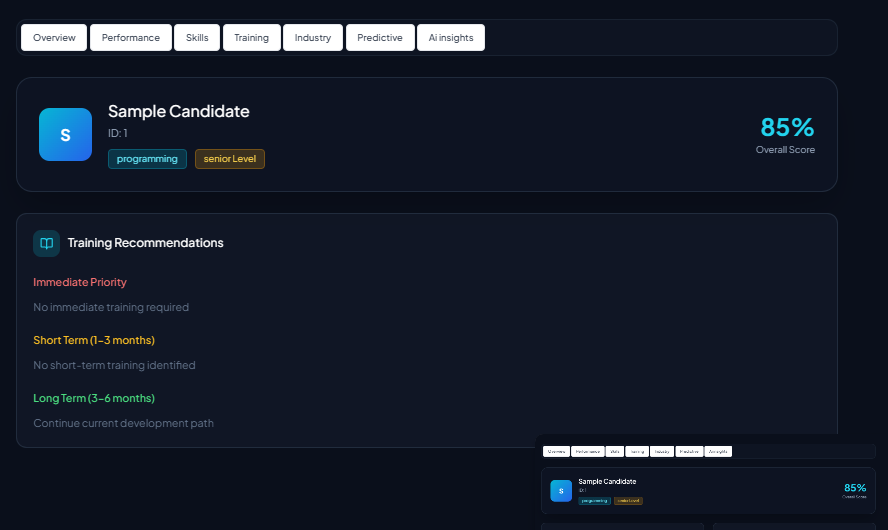 Overview Performance Skills Training Industry Predictive Ai insights
S
Sample Candidate
ID: 1
programming senior Level
85%
Overall Score
Training Recommendations
Immediate Priority
No immediate training required
Short Term (1–3 months)
No short-term training identified
Long Term (3–6 months)
Continue current development path
Overview Performance Skills Training Industry Predictive Ai insights
S
Sample Candidate
ID: 1
programming senior Level
85%
Overall Score